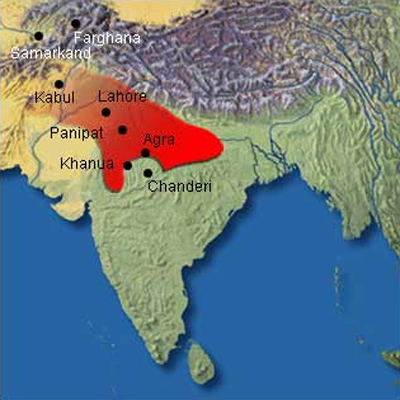 Farghana
Samarkand
Kabul
Lahore
Panipat
Agra
Khanua
Chanderi